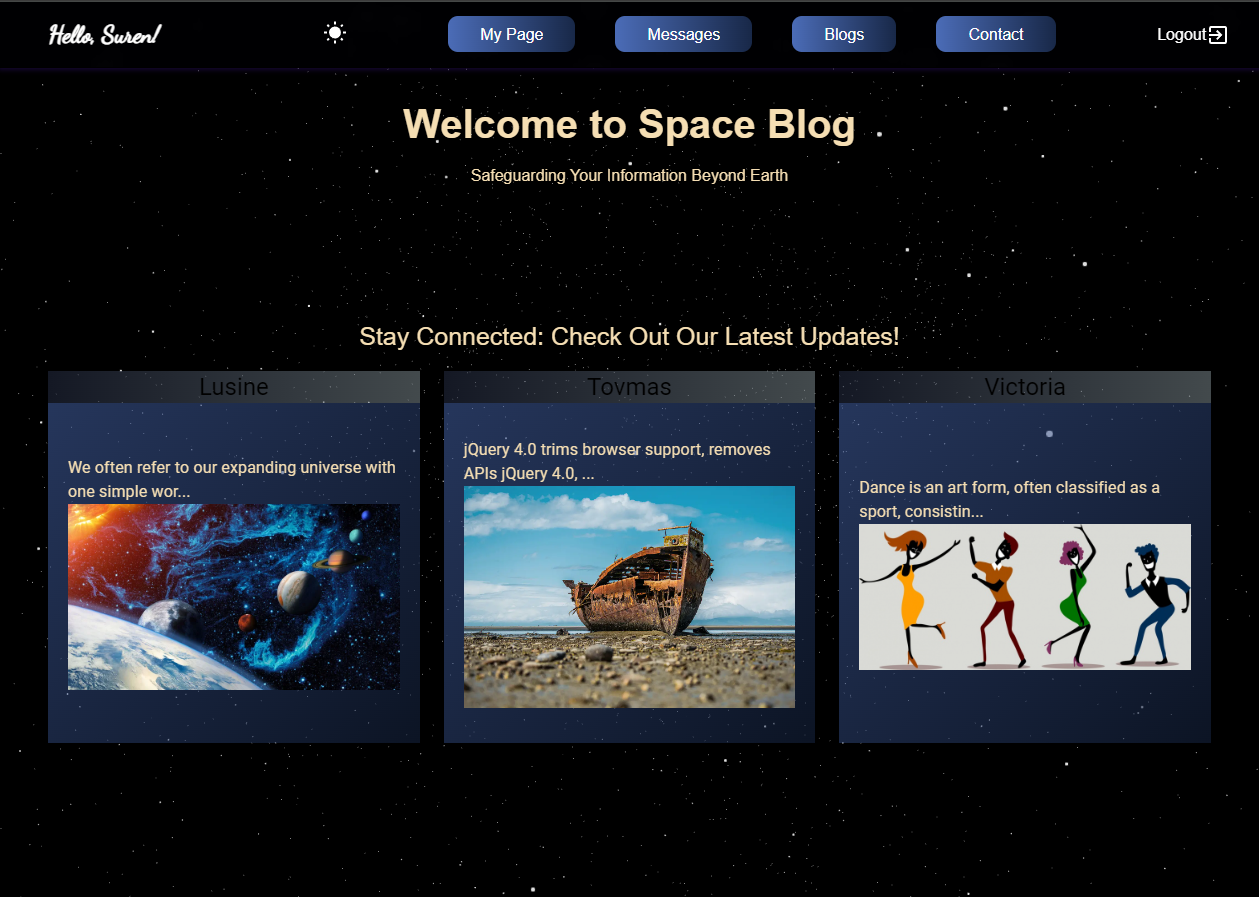 Hello, Suren!
My Page
Messages
Blogs
Contact
Logout
Welcome to Space Blog
Safeguarding Your Information Beyond Earth
Stay Connected: Check Out Our Latest Updates!
Lusine
We often refer to our expanding universe with
one simple wor...
Tovmas
jQuery 4.0 trims browser support, removes
APIs jQuery 4.0, ...
Victoria
Dance is an art form, often classified as a
sport, consistin...